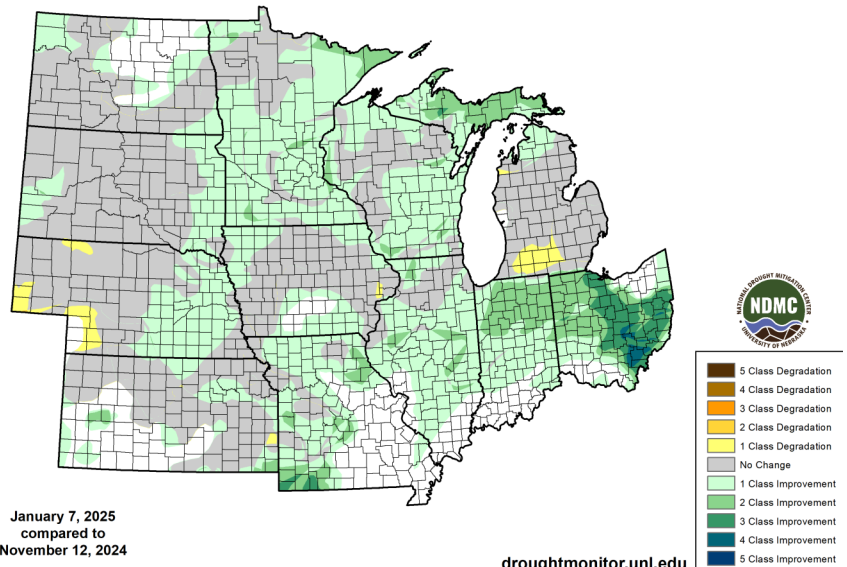 NATIONAL DROUGHT MITIGATION CENTER
NDMC
UNIVERSITY OF NEBRASKA
5 Class Degradation
4 Class Degradation
3 Class Degradation
2 Class Degradation
1 Class Degradation
No Change
1 Class Improvement
2 Class Improvement
3 Class Improvement
4 Class Improvement
5 Class Improvement
January 7, 2025
compared to
November 12, 2024
droughtmonitor.unl.edu